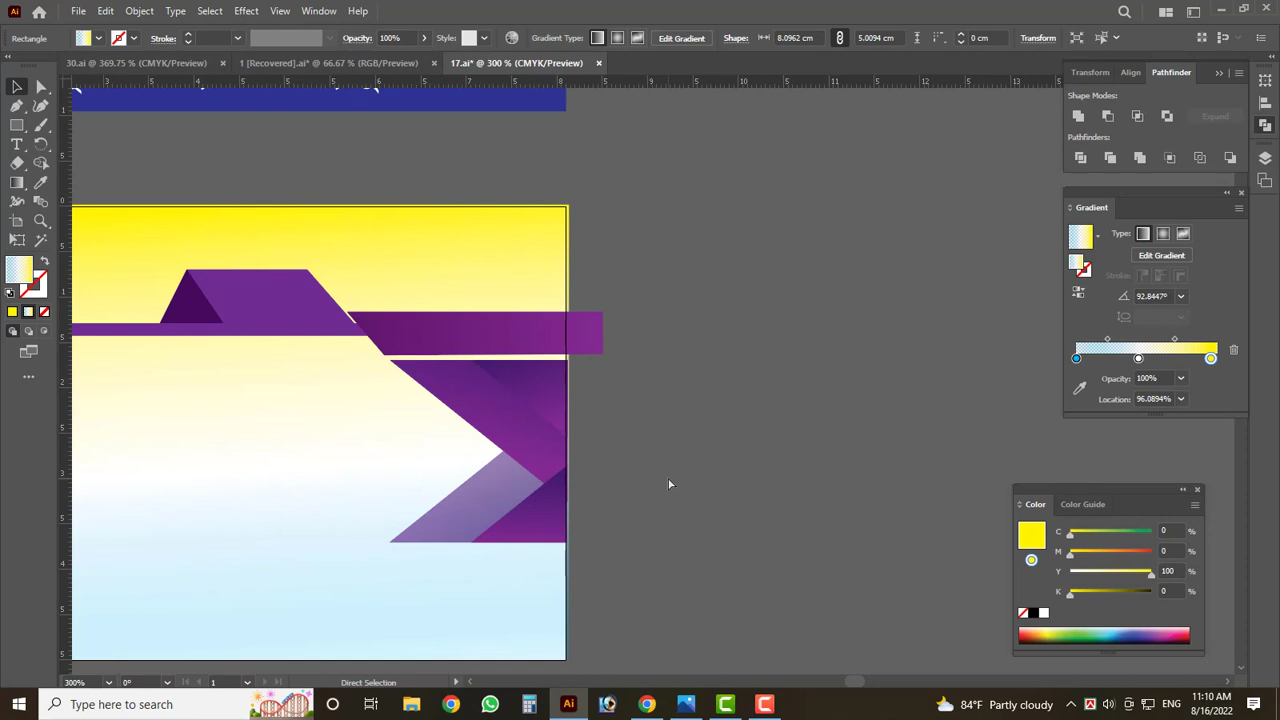 File Edit Object Type Select Effect View Window Help
Rectangle Stroke: Opacity: 100% Style: Gradient Type: Edit Gradient Shape: 8.0962 cm 5.0094 cm 0 cm Transform
30.ai @ 369.75 % (CMYK/Preview) × 1 [Recovered].ai* @ 66.67 % (RGB/Preview) × 17.ai* @ 300 % (CMYK/Preview) ×
Transform Align Pathfinder
Shape Modes:
Expand
Pathfinders:
Gradient
Type:
Edit Gradient
Stroke:
92.8447°
Opacity: 100%
Location: 96.0894%
Color Color Guide
C 0 %
M 0 %
Y 100 %
K 0 %
300% 0° 1 Direct Selection
Type here to search
84°F Partly cloudy
11:10 AM
8/16/2022